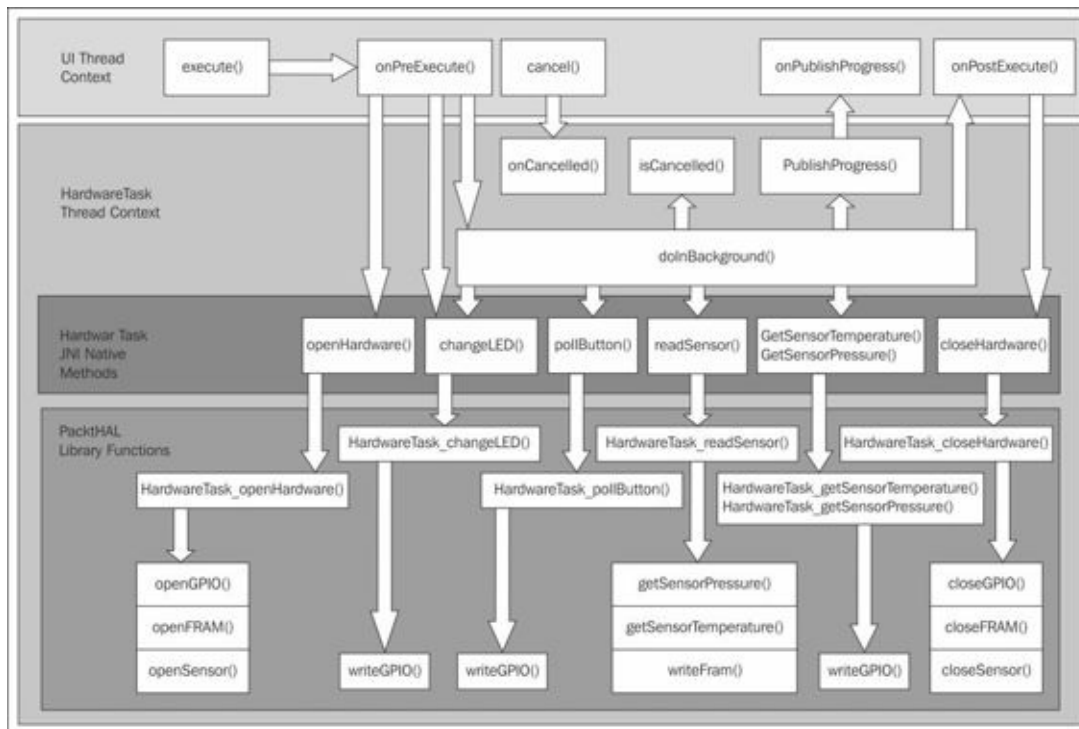 UI Thread
Context
execute()
onPreExecute()
cancel()
onPublishProgress()
onPostExecute()
HardwareTask
Thread Context
onCancelled()
isCancelled()
PublishProgress()
doInBackground()
Hardwar Task
JNI Native
Methods
openHardware()
changeLED()
pollButton()
readSensor()
GetSensorTemperature()
GetSensorPressure()
closeHardware()
PacktHAL
Library Functions
HardwareTask_changeLED()
HardwareTask_readSensor()
HardwareTask_closeHardware()
HardwareTask_openHardware()
HardwareTask_pollButton()
HardwareTask_getSensorTemperature()
HardwareTask_getSensorPressure()
openGPIO()
openFRAM()
openSensor()
writeGPIO()
writeGPIO()
getSensorPressure()
getSensorTemperature()
writeFram()
writeGPIO()
closeGPIO()
closeFRAM()
closeSensor()